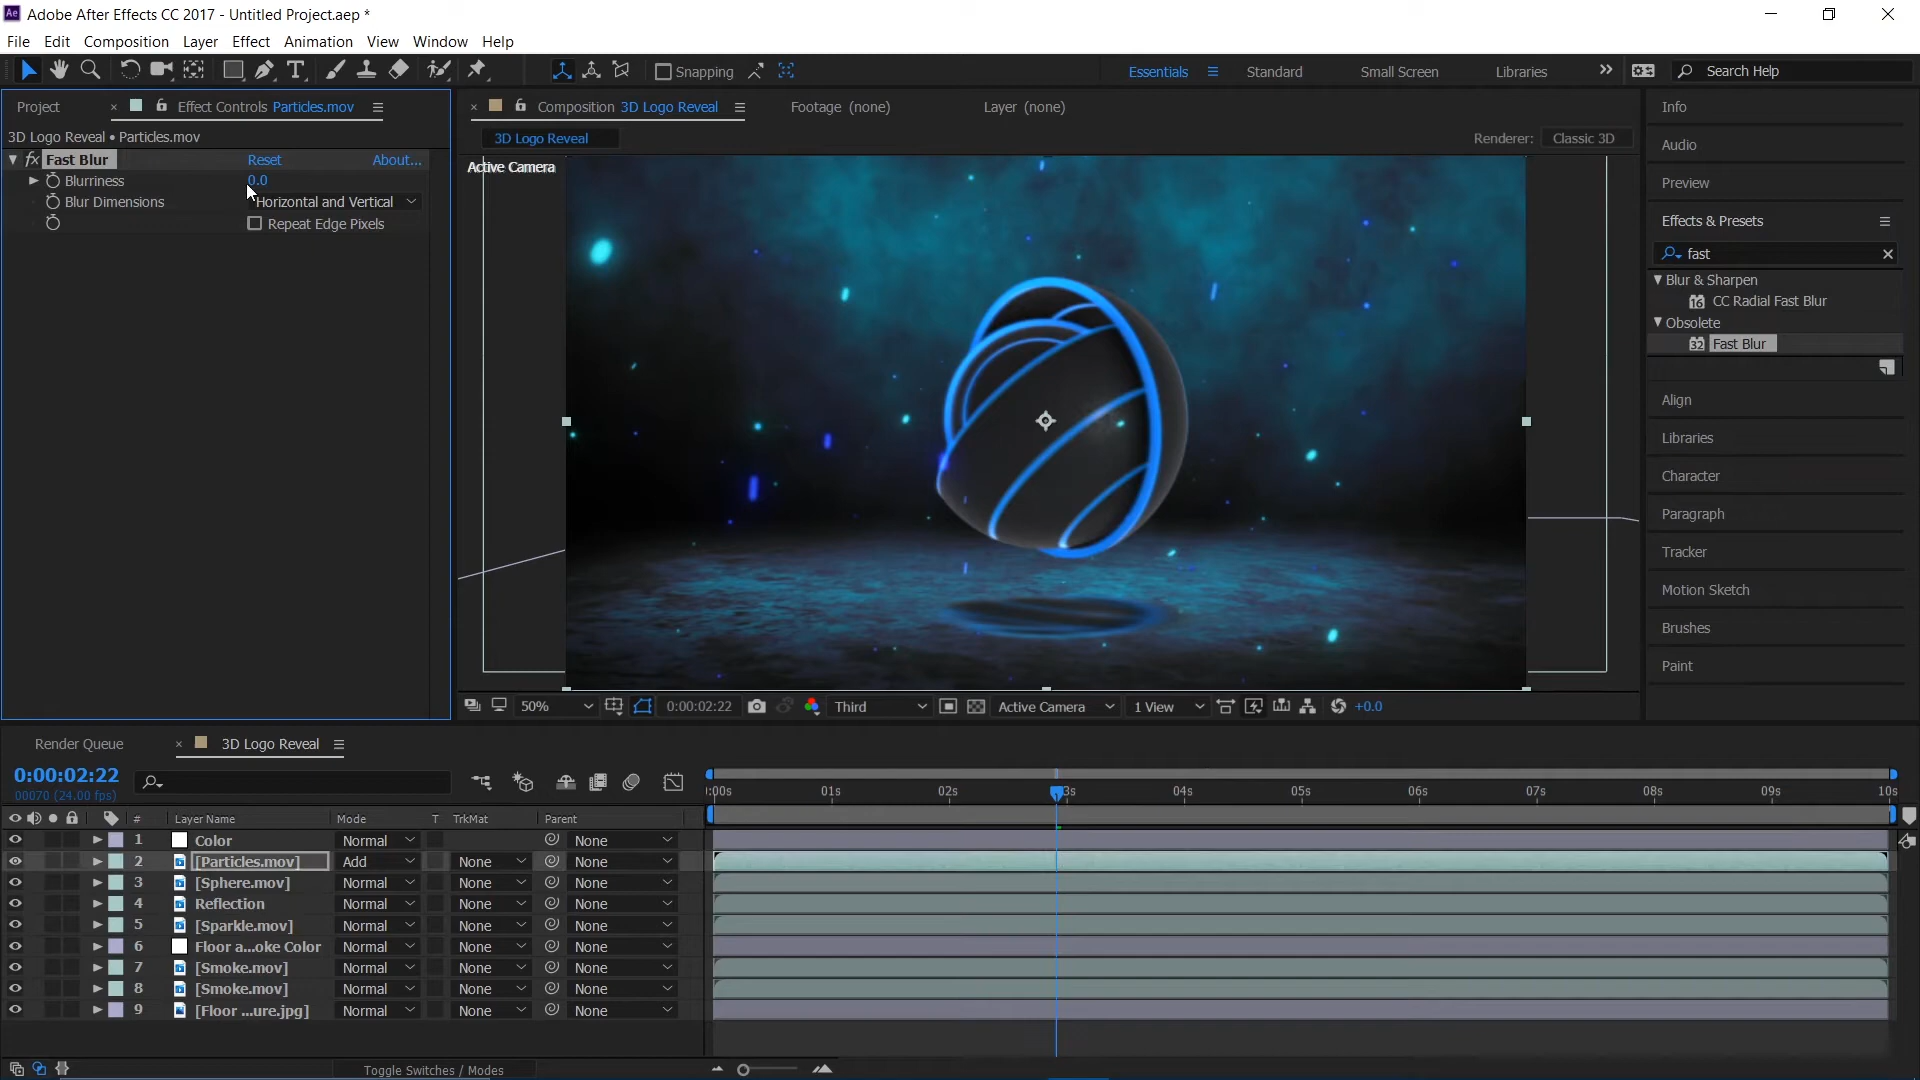 Ae Adobe After Effects CC 2017 - Untitled Project.aep *
File Edit Composition Layer Effect Animation View Window Help
Snapping Essentials Standard Small Screen Libraries Search Help
Project Effect Controls Particles.mov Composition 3D Logo Reveal Footage (none) Layer (none) Info
3D Logo Reveal • Particles.mov 3D Logo Reveal Renderer: Classic 3D Audio
fx Fast Blur Reset About... Active Camera
Blurriness 0.0 Preview
Blur Dimensions Horizontal and Vertical
Repeat Edge Pixels Effects & Presets
fast
Blur & Sharpen
16 CC Radial Fast Blur
Obsolete
32 Fast Blur
Align
Libraries
Character
Paragraph
Tracker
Motion Sketch
Brushes
Paint
50% 0:00:02:22 Third Active Camera 1 View +0.0
Render Queue 3D Logo Reveal
0:00:02:22
00070 (24.00 fps) :00s 01s 02s 3s 04s 05s 06s 07s 08s 09s 10s
# Layer Name Mode T TrkMat Parent
1 Color Normal None
2 [Particles.mov] Add None None
3 [Sphere.mov] Normal None None
4 Reflection Normal None None
5 [Sparkle.mov] Normal None None
6 Floor a...oke Color Normal None None
7 [Smoke.mov] Normal None None
8 [Smoke.mov] Normal None None
9 [Floor ...ure.jpg] Normal None None
Toggle Switches / Modes